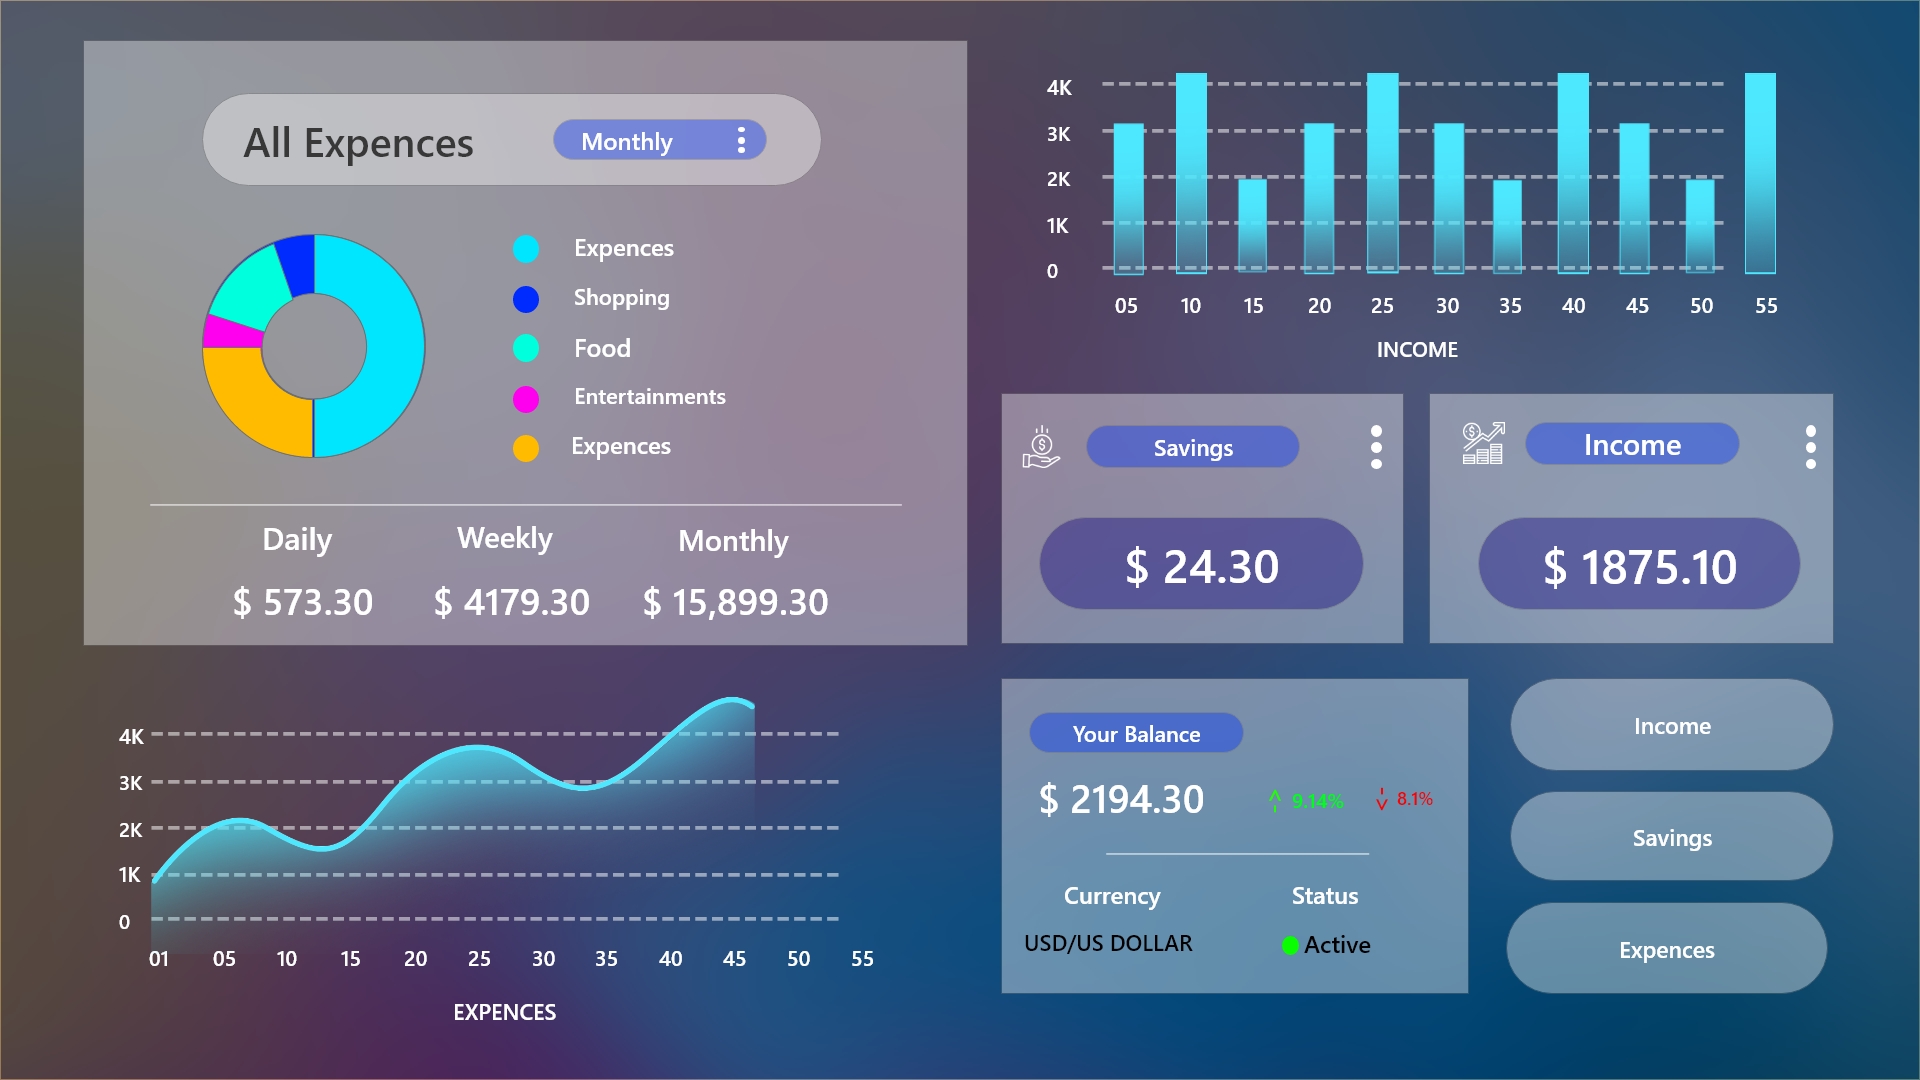 All Expences
Monthly
Expences
Shopping
Food
Entertainments
Expences
Daily
Weekly
Monthly
$ 573.30
$ 4179.30
$ 15,899.30
4K
3K
2K
1K
0
01 05 10 15 20 25 30 35 40 45 50 55
EXPENCES
4K
3K
2K
1K
0
05 10 15 20 25 30 35 40 45 50 55
INCOME
$
Savings
$ 24.30
$
Income
$ 1875.10
Your Balance
$ 2194.30
9.14%
8.1%
Currency
Status
USD/US DOLLAR
Active
Income
Savings
Expences